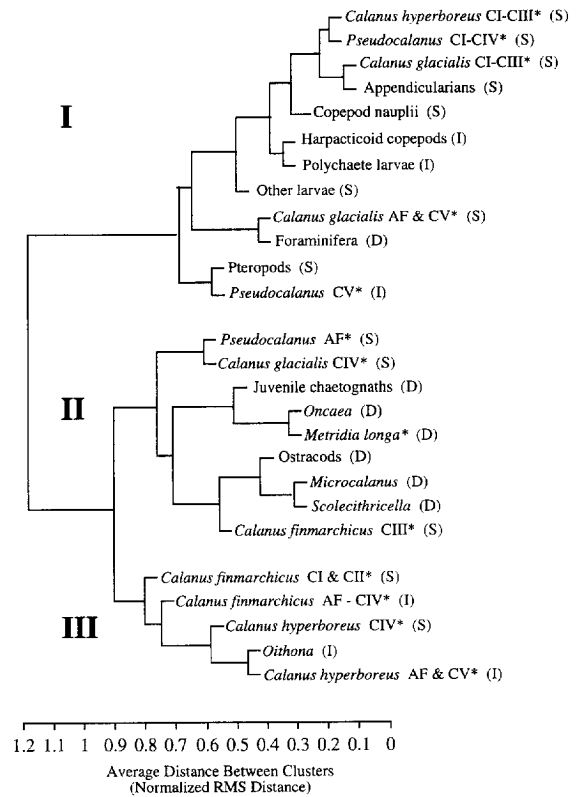 Calanus hyperboreus CI-CIII* (S)
Pseudocalanus CI-CIV* (S)
Calanus glacialis CI-CIII* (S)
Appendicularians (S)
I
Copepod nauplii (S)
Harpacticoid copepods (I)
Polychaete larvae (I)
Other larvae (S)
Calanus glacialis AF & CV* (S)
Foraminifera (D)
Pteropods (S)
Pseudocalanus CV* (I)
Pseudocalanus AF* (S)
Calanus glacialis CIV* (S)
II
Juvenile chaetognaths (D)
Oncaea (D)
Metridia longa* (D)
Ostracods (D)
Microcalanus (D)
Scolecithricella (D)
Calanus finmarchicus CIII* (S)
Calanus finmarchicus CI & CII* (S)
Calanus finmarchicus AF - CIV* (I)
III
Calanus hyperboreus CIV* (S)
Oithona (I)
Calanus hyperboreus AF & CV* (I)
1.2 1.1 1 0.9 0.8 0.7 0.6 0.5 0.4 0.3 0.2 0.1 0
Average Distance Between Clusters
(Normalized RMS Distance)